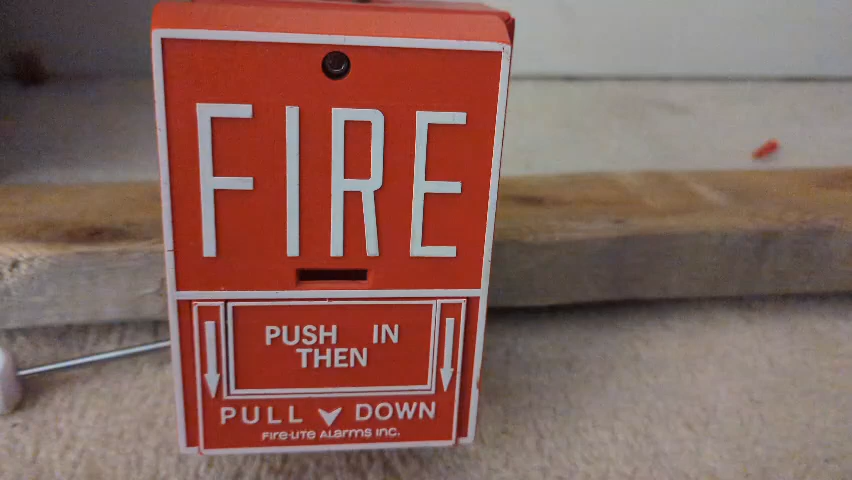 FIRE
PUSH IN
THEN
PULL DOWN
FIRE-LITE ALARMS INC.